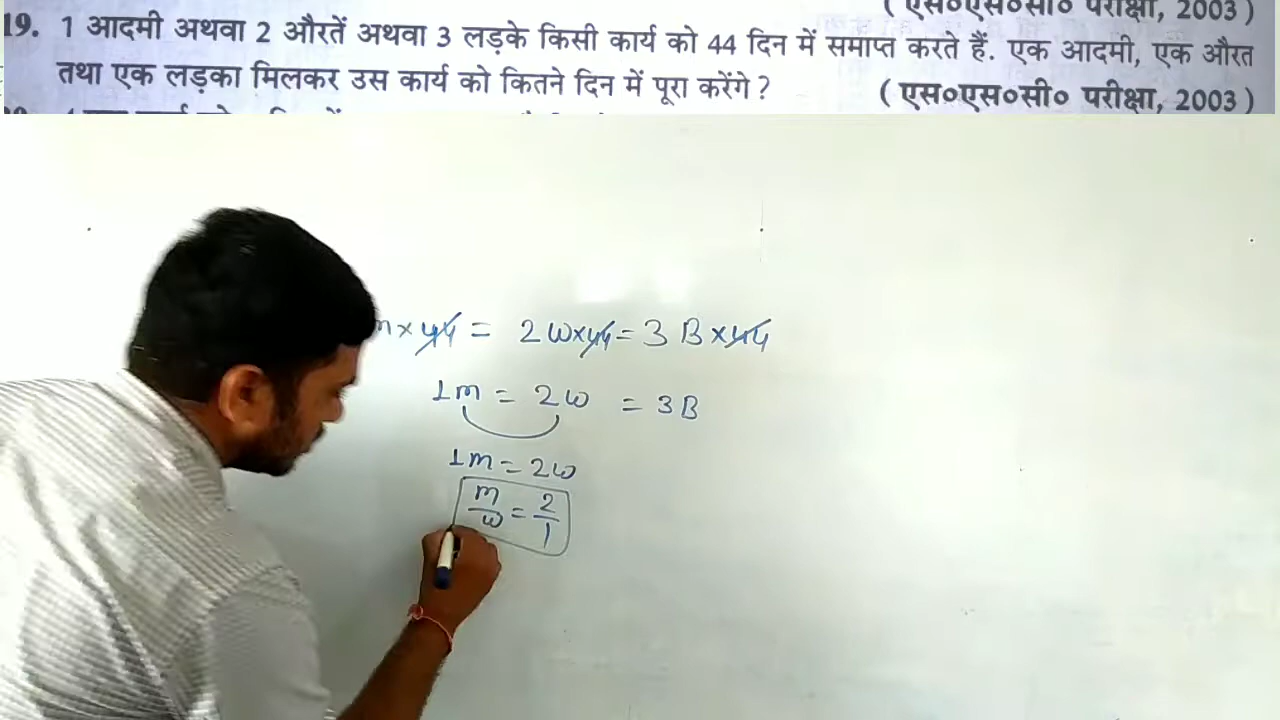 ( एस०एस०सी० परीक्षा, 2003 )
19. 1 आदमी अथवा 2 औरतें अथवा 3 लड़के किसी कार्य को 44 दिन में समाप्त करते हैं. एक आदमी, एक औरत
तथा एक लड़का मिलकर उस कार्य को कितने दिन में पूरा करेंगे ?
( एस०एस०सी० परीक्षा, 2003 )
m × 44 = 2 W × 44 = 3 B × 44
1m = 2W = 3B
1m = 2W
m/W = 2/1